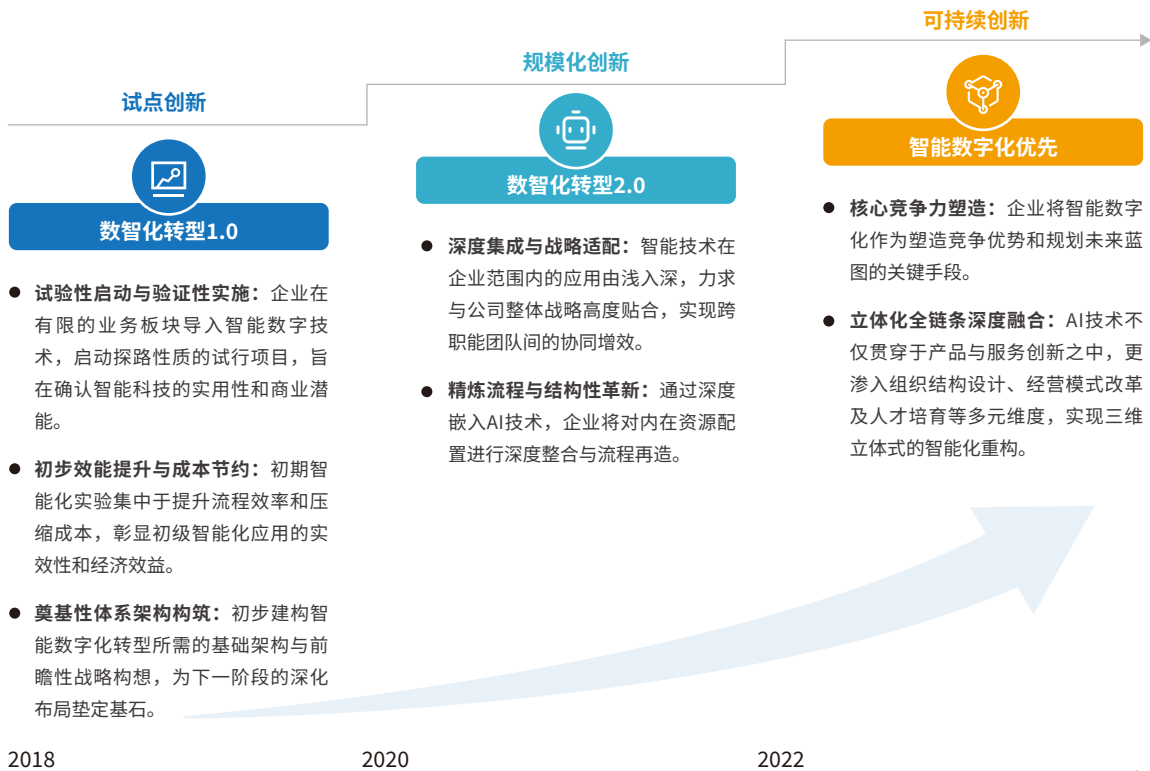 试点创新
数智化转型1.0
试验性启动与验证性实施：企业在
有限的业务板块导入智能数字技
术，启动探路性质的试行项目，旨
在确认智能科技的实用性和商业潜
能。
初步效能提升与成本节约：初期智
能化实验集中于提升流程效率和压
缩成本，彰显初级智能化应用的实
效性和经济效益。
奠基性体系架构构筑：初步建构智
能数字化转型所需的基础架构与前
瞻性战略构想，为下一阶段的深化
布局垫定基石。
规模化创新
数智化转型2.0
深度集成与战略适配：智能技术在
企业范围内的应用由浅入深，力求
与公司整体战略高度贴合，实现跨
职能团队间的协同增效。
精炼流程与结构性革新：通过深度
嵌入AI技术，企业将对内在资源配
置进行深度整合与流程再造。
可持续创新
智能数字化优先
核心竞争力塑造：企业将智能数字
化作为塑造竞争优势和规划未来蓝
图的关键手段。
立体化全链条深度融合：AI技术不
仅贯穿于产品与服务创新之中，更
渗入组织结构设计、经营模式改革
及人才培育等多元维度，实现三维
立体式的智能化重构。
2018
2020
2022